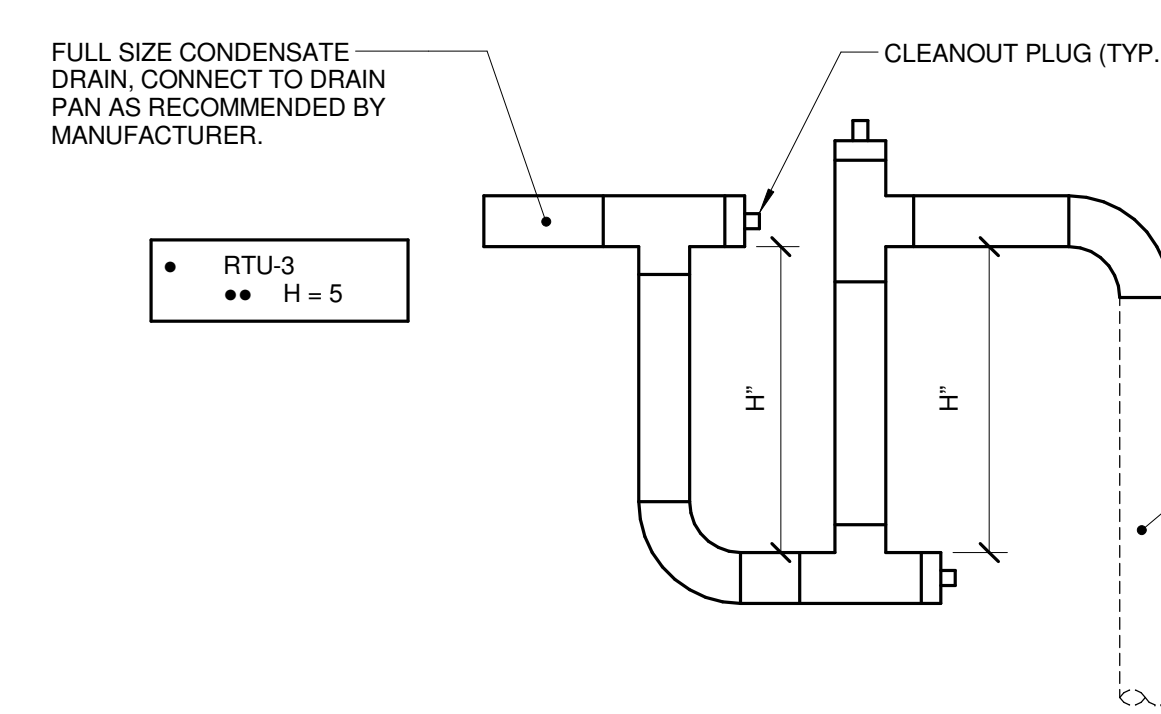 FULL SIZE CONDENSATE
DRAIN, CONNECT TO DRAIN
PAN AS RECOMMENDED BY
MANUFACTURER.
CLEANOUT PLUG (TYP.
• RTU-3
•• H = 5
H”
H”